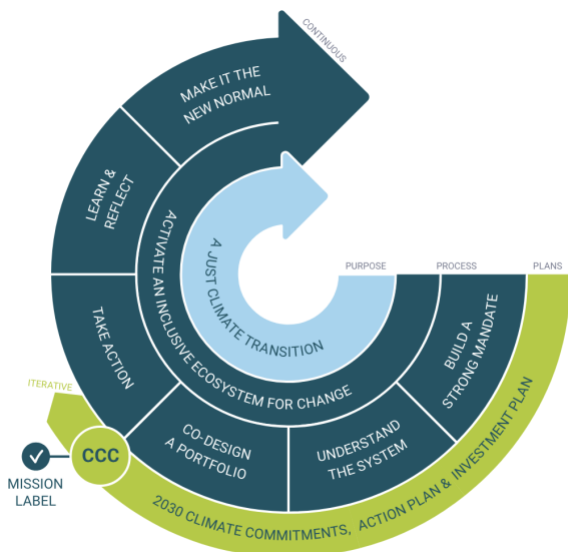 CONTINUOUS
MAKE IT THE
NEW NORMAL
LEARN &
REFLECT
ACTIVATE AN INCLUSIVE ECOSYSTEM FOR CHANGE
A JUST CLIMATE TRANSITION
PURPOSE
PROCESS
PLANS
BUILD A
STRONG MANDATE
TAKE ACTION
ITERATIVE
CO-DESIGN
A PORTFOLIO
UNDERSTAND
THE SYSTEM
CCC
MISSION
LABEL
2030 CLIMATE COMMITMENTS, ACTION PLAN & INVESTMENT PLAN